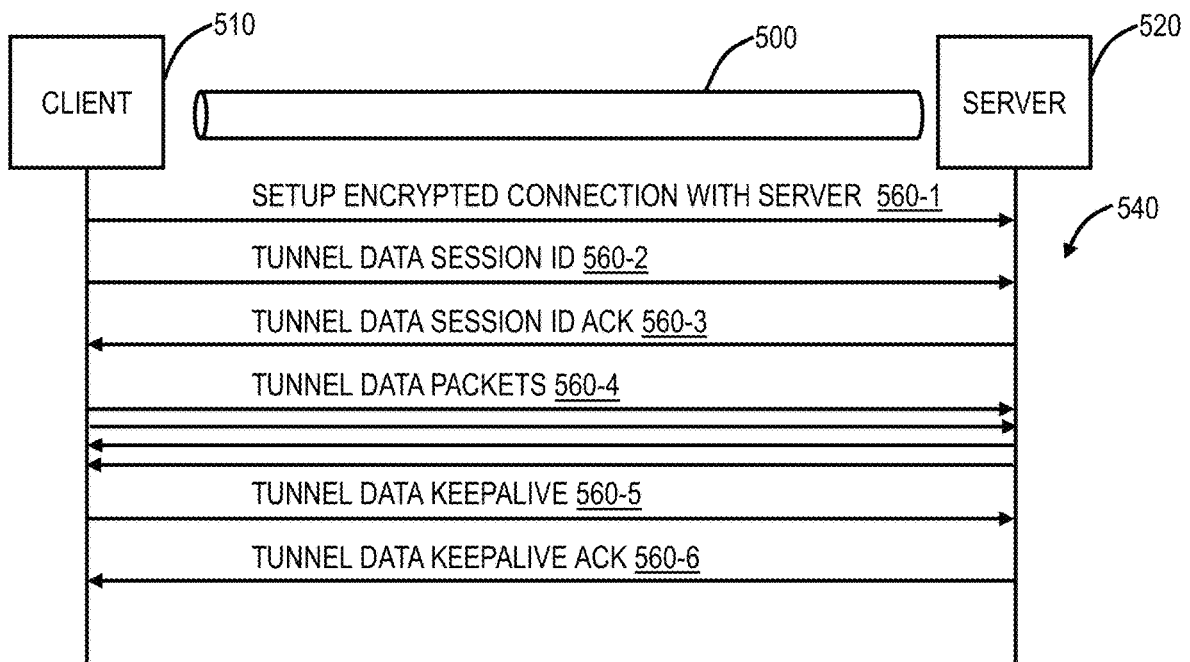 510
500
520
CLIENT
SERVER
SETUP ENCRYPTED CONNECTION WITH SERVER 560-1
540
TUNNEL DATA SESSION ID 560-2
TUNNEL DATA SESSION ID ACK 560-3
TUNNEL DATA PACKETS 560-4
TUNNEL DATA KEEPALIVE 560-5
TUNNEL DATA KEEPALIVE ACK 560-6